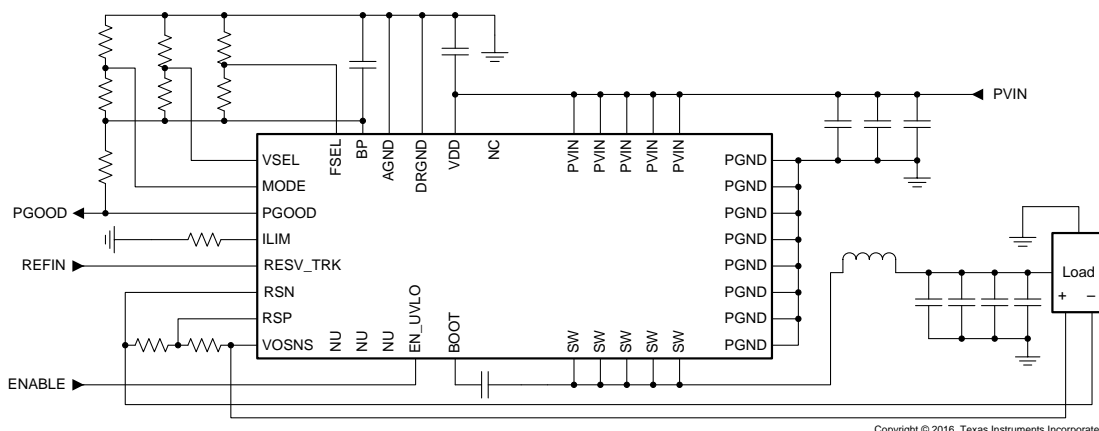 PVIN
FSEL
BP
AGND
DRGND
VDD
NC
PVIN
PVIN
PVIN
PVIN
PVIN
VSEL
MODE
PGOOD
PGOOD
ILIM
REFIN
RESV_TRK
RSN
RSP
VOSNS
NU
NU
NU
EN_UVLO
BOOT
SW
SW
SW
SW
SW
PGND
PGND
PGND
PGND
PGND
PGND
PGND
PGND
Load
+ −
ENABLE
Copyright © 2016, Texas Instruments Incorporate